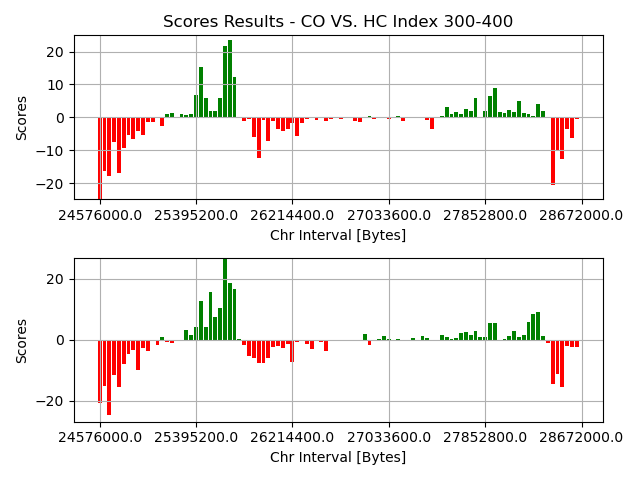 Scores Results - CO VS. HC Index 300-400
20
10
0
−10
−20
Scores
24576000.0 25395200.0 26214400.0 27033600.0 27852800.0 28672000.0
Chr Interval [Bytes]
20
0
−20
Scores
24576000.0 25395200.0 26214400.0 27033600.0 27852800.0 28672000.0
Chr Interval [Bytes]